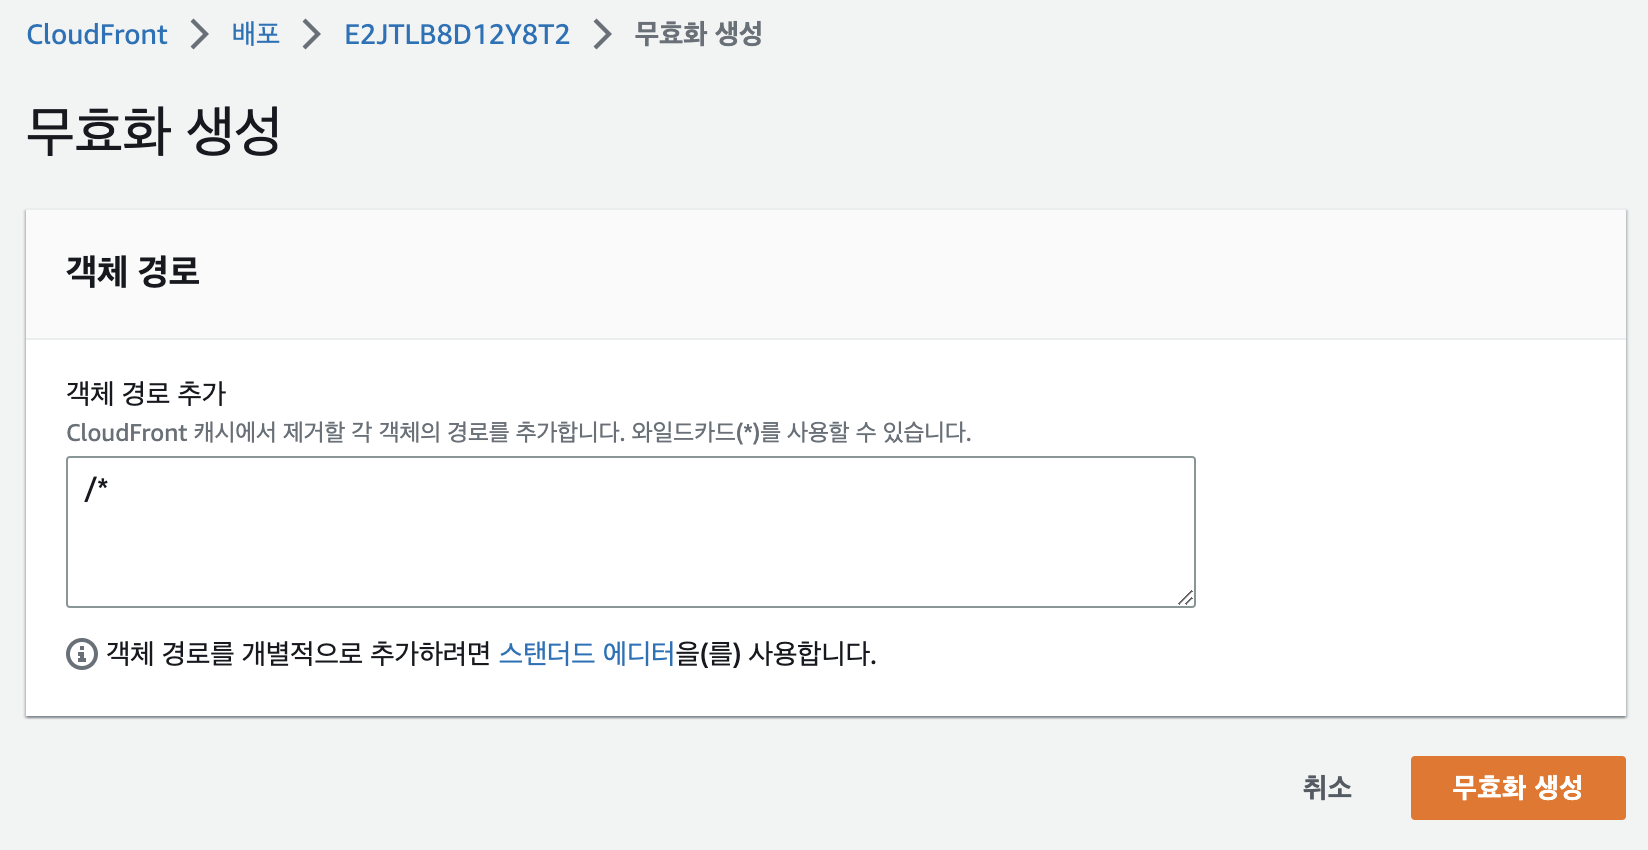 CloudFront > 배포 > E2JTLB8D12Y8T2 > 무효화 생성
무효화 생성
객체 경로
객체 경로 추가
CloudFront 캐시에서 제거할 각 객체의 경로를 추가합니다. 와일드카드(*)를 사용할 수 있습니다.
/*
객체 경로를 개별적으로 추가하려면 스탠더드 에디터을(를) 사용합니다.
취소
무효화 생성